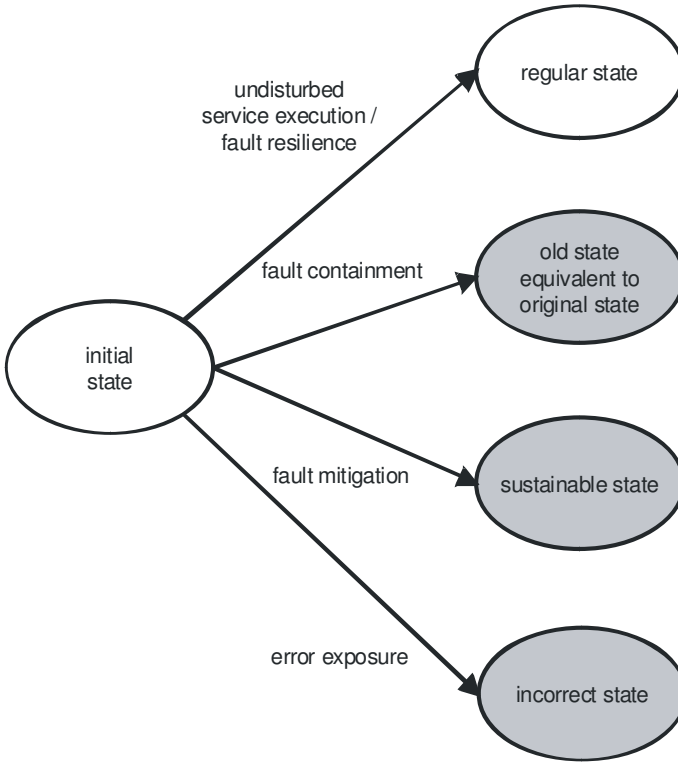 regular state
undisturbed
service execution /
fault resilience
old state
equivalent to
original state
fault containment
initial
state
fault mitigation
sustainable state
error exposure
incorrect state